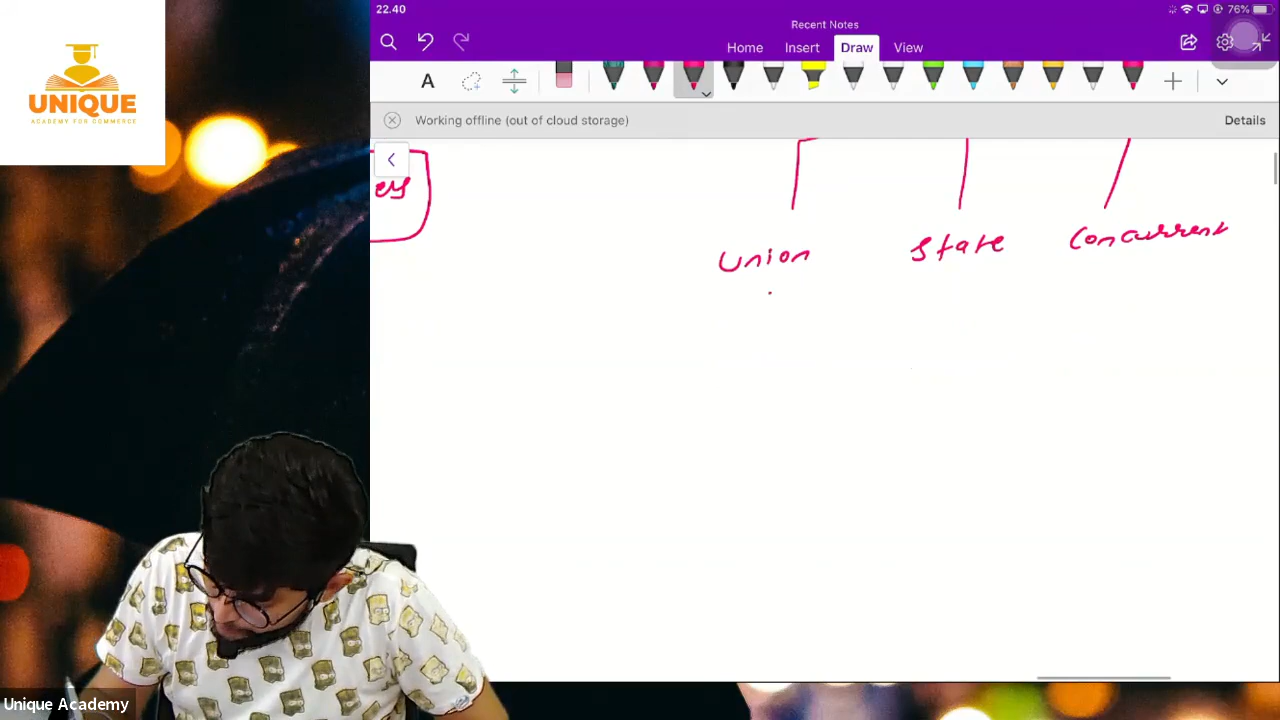 UNIQUE
ACADEMY FOR COMMERCE
22.40
76%
Recent Notes
Home Insert Draw View
A
Working offline (out of cloud storage)
Details
Union State Concurrent
Unique Academy